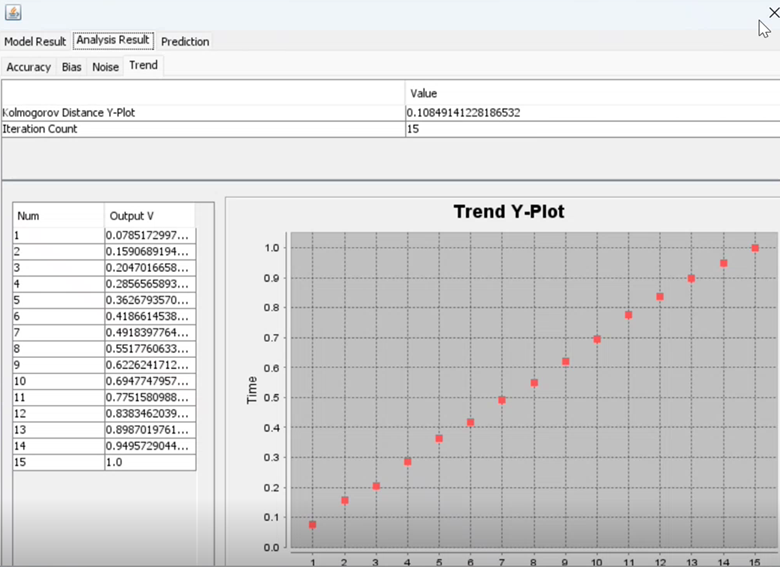 Model Result Analysis Result Prediction
Accuracy Bias Noise Trend
Value
Kolmogorov Distance Y-Plot 0.10849141228186532
Iteration Count 15
Num Output V
1 0.0785172997...
2 0.1590689194...
3 0.2047016658...
4 0.2856565893...
5 0.3626793570...
6 0.4186614538...
7 0.4918397764...
8 0.5517760633...
9 0.6226241712...
10 0.6947747957...
11 0.7751580988...
12 0.8383462039...
13 0.8987019761...
14 0.9495729044...
15 1.0
Trend Y-Plot
Time
1.0
0.9
0.8
0.7
0.6
0.5
0.4
0.3
0.2
0.1
0.0
1 2 3 4 5 6 7 8 9 10 11 12 13 14 15